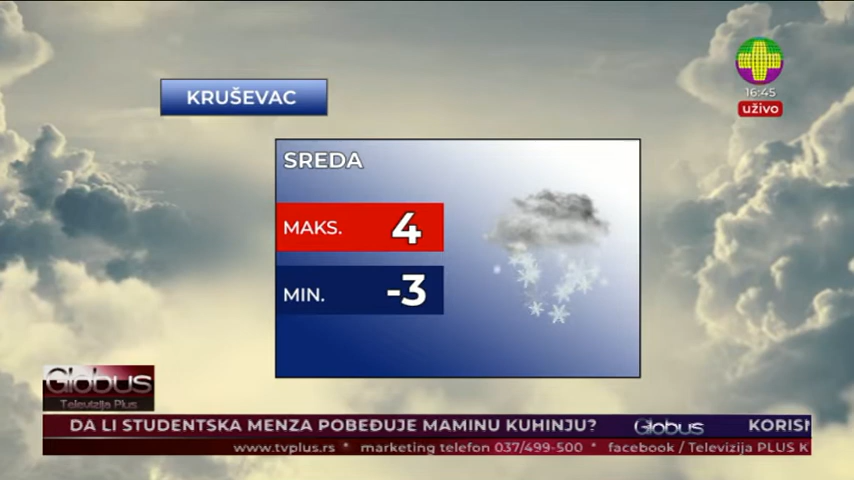 KRUŠEVAC
16:45
uživo
SREDA
MAKS. 4
MIN. -3
Globus
Televizija Plus
DA LI STUDENTSKA MENZA POBEĐUJE MAMINU KUHINJU? Globus KORISN
www.tvplus.rs * marketing telefon 037/499-500 * facebook / Televizija PLUS K